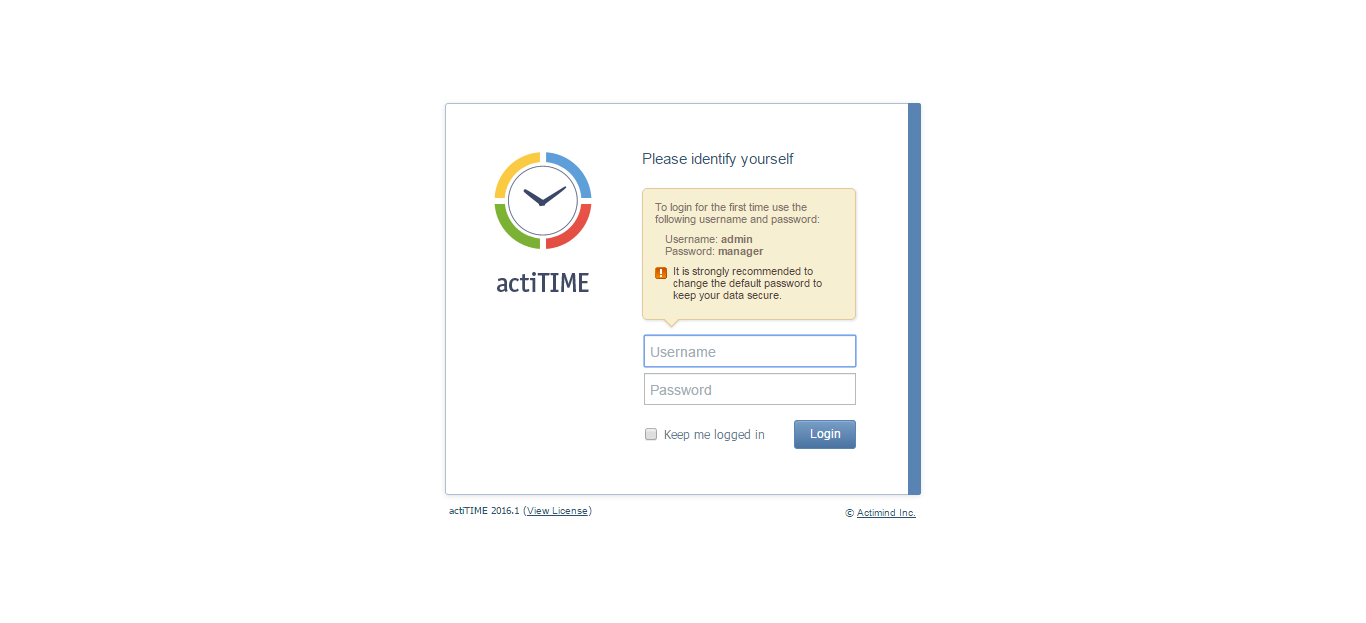 Please identify yourself
To login for the first time use the
following username and password:
Username: admin
Password: manager
It is strongly recommended to
change the default password to
keep your data secure.
actiTIME
Username
Password
Keep me logged in
Login
actiTIME 2016.1 (View License)
© Actimind Inc.